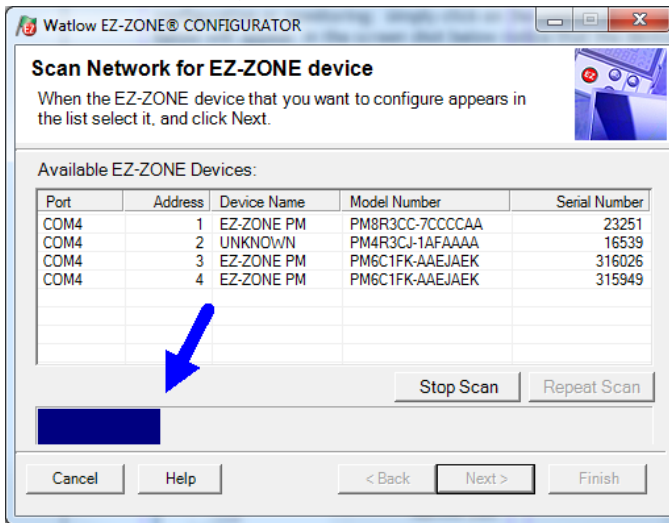 Watlow EZ-ZONE® CONFIGURATOR
Scan Network for EZ-ZONE device
When the EZ-ZONE device that you want to configure appears in
the list select it, and click Next.
EZ
Available EZ-ZONE Devices:
Port Address Device Name Model Number Serial Number
COM4 1 EZ-ZONE PM PM8R3CC-7CCCCAA 23251
COM4 2 UNKNOWN PM4R3CJ-1AFAAAA 16539
COM4 3 EZ-ZONE PM PM6C1FK-AAEJAEK 316026
COM4 4 EZ-ZONE PM PM6C1FK-AAEJAEK 315949
Stop Scan Repeat Scan
Cancel Help < Back Next > Finish